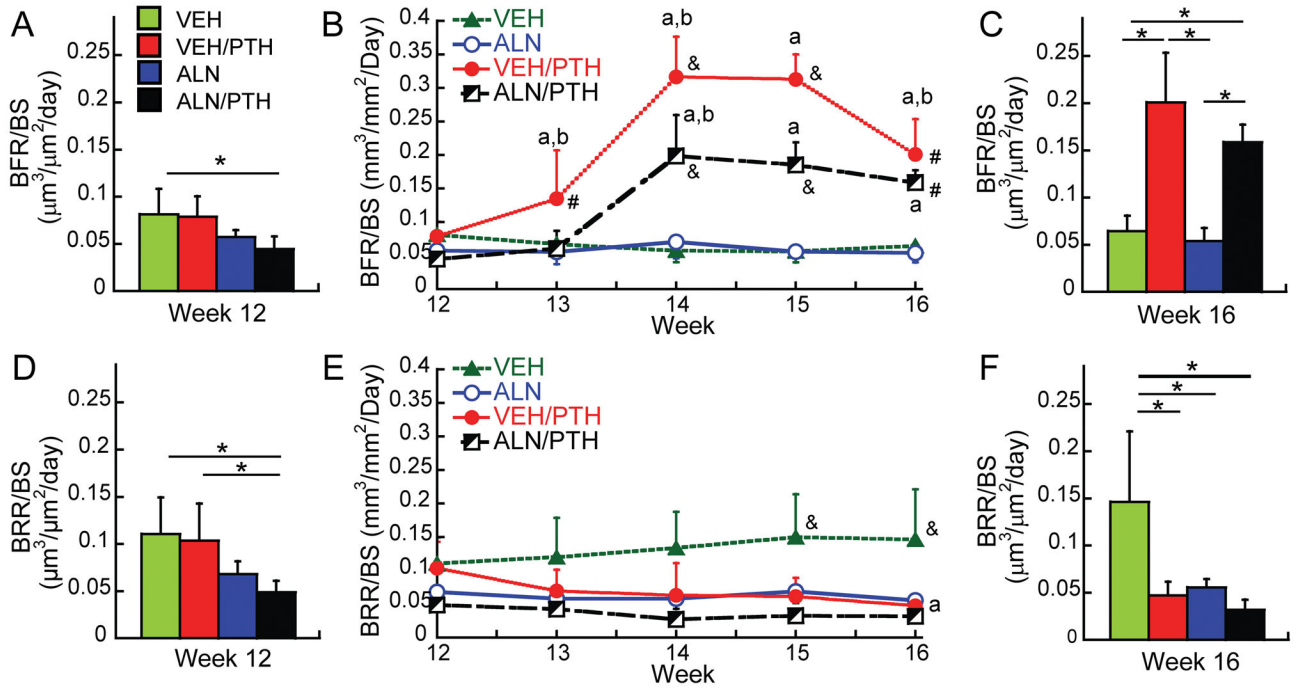 A
VEH
VEH/PTH
ALN
ALN/PTH
BFR/BS
(μm³/μm²/day)
0.25
0.2
0.15
0.1
0.05
0
*
Week 12
B
VEH
ALN
VEH/PTH
ALN/PTH
BFR/BS (mm³/mm²/Day)
0.4
0.35
0.3
0.25
0.2
0.15
0.1
0.05
0
a,b
#
a,b
&
a
&
a,b
#
a,b
&
a
&
#
a
12 13 14 15 16
Week
C
BFR/BS
(μm³/μm²/day)
0.25
0.2
0.15
0.1
0.05
0
*
* *
*
Week 16
D
BRR/BS
(μm³/μm²/day)
0.25
0.2
0.15
0.1
0.05
0
*
*
Week 12
E
VEH
ALN
VEH/PTH
ALN/PTH
BRR/BS (mm³/mm²/Day)
0.4
0.35
0.3
0.25
0.2
0.15
0.1
0.05
0
&
&
a
12 13 14 15 16
Week
F
BRR/BS
(μm³/μm²/day)
0.25
0.2
0.15
0.1
0.05
0
*
*
*
Week 16